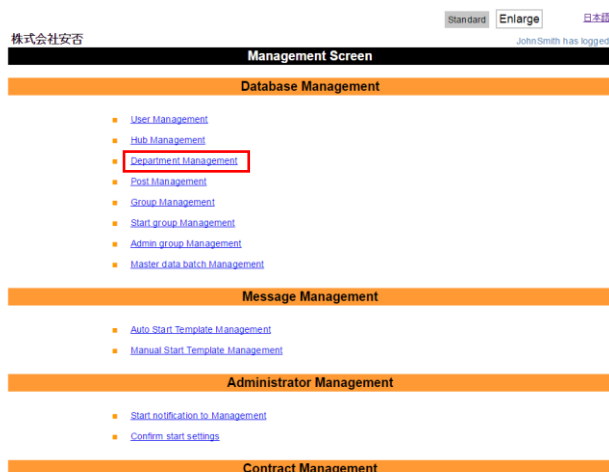 Standard Enlarge 日本語
株式会社安否 JohnSmith has logged
Management Screen
Database Management
User Management
Hub Management
Department Management
Post Management
Group Management
Start group Management
Admin group Management
Master data batch Management
Message Management
Auto Start Template Management
Manual Start Template Management
Administrator Management
Start notification to Management
Confirm start settings
Contract Management